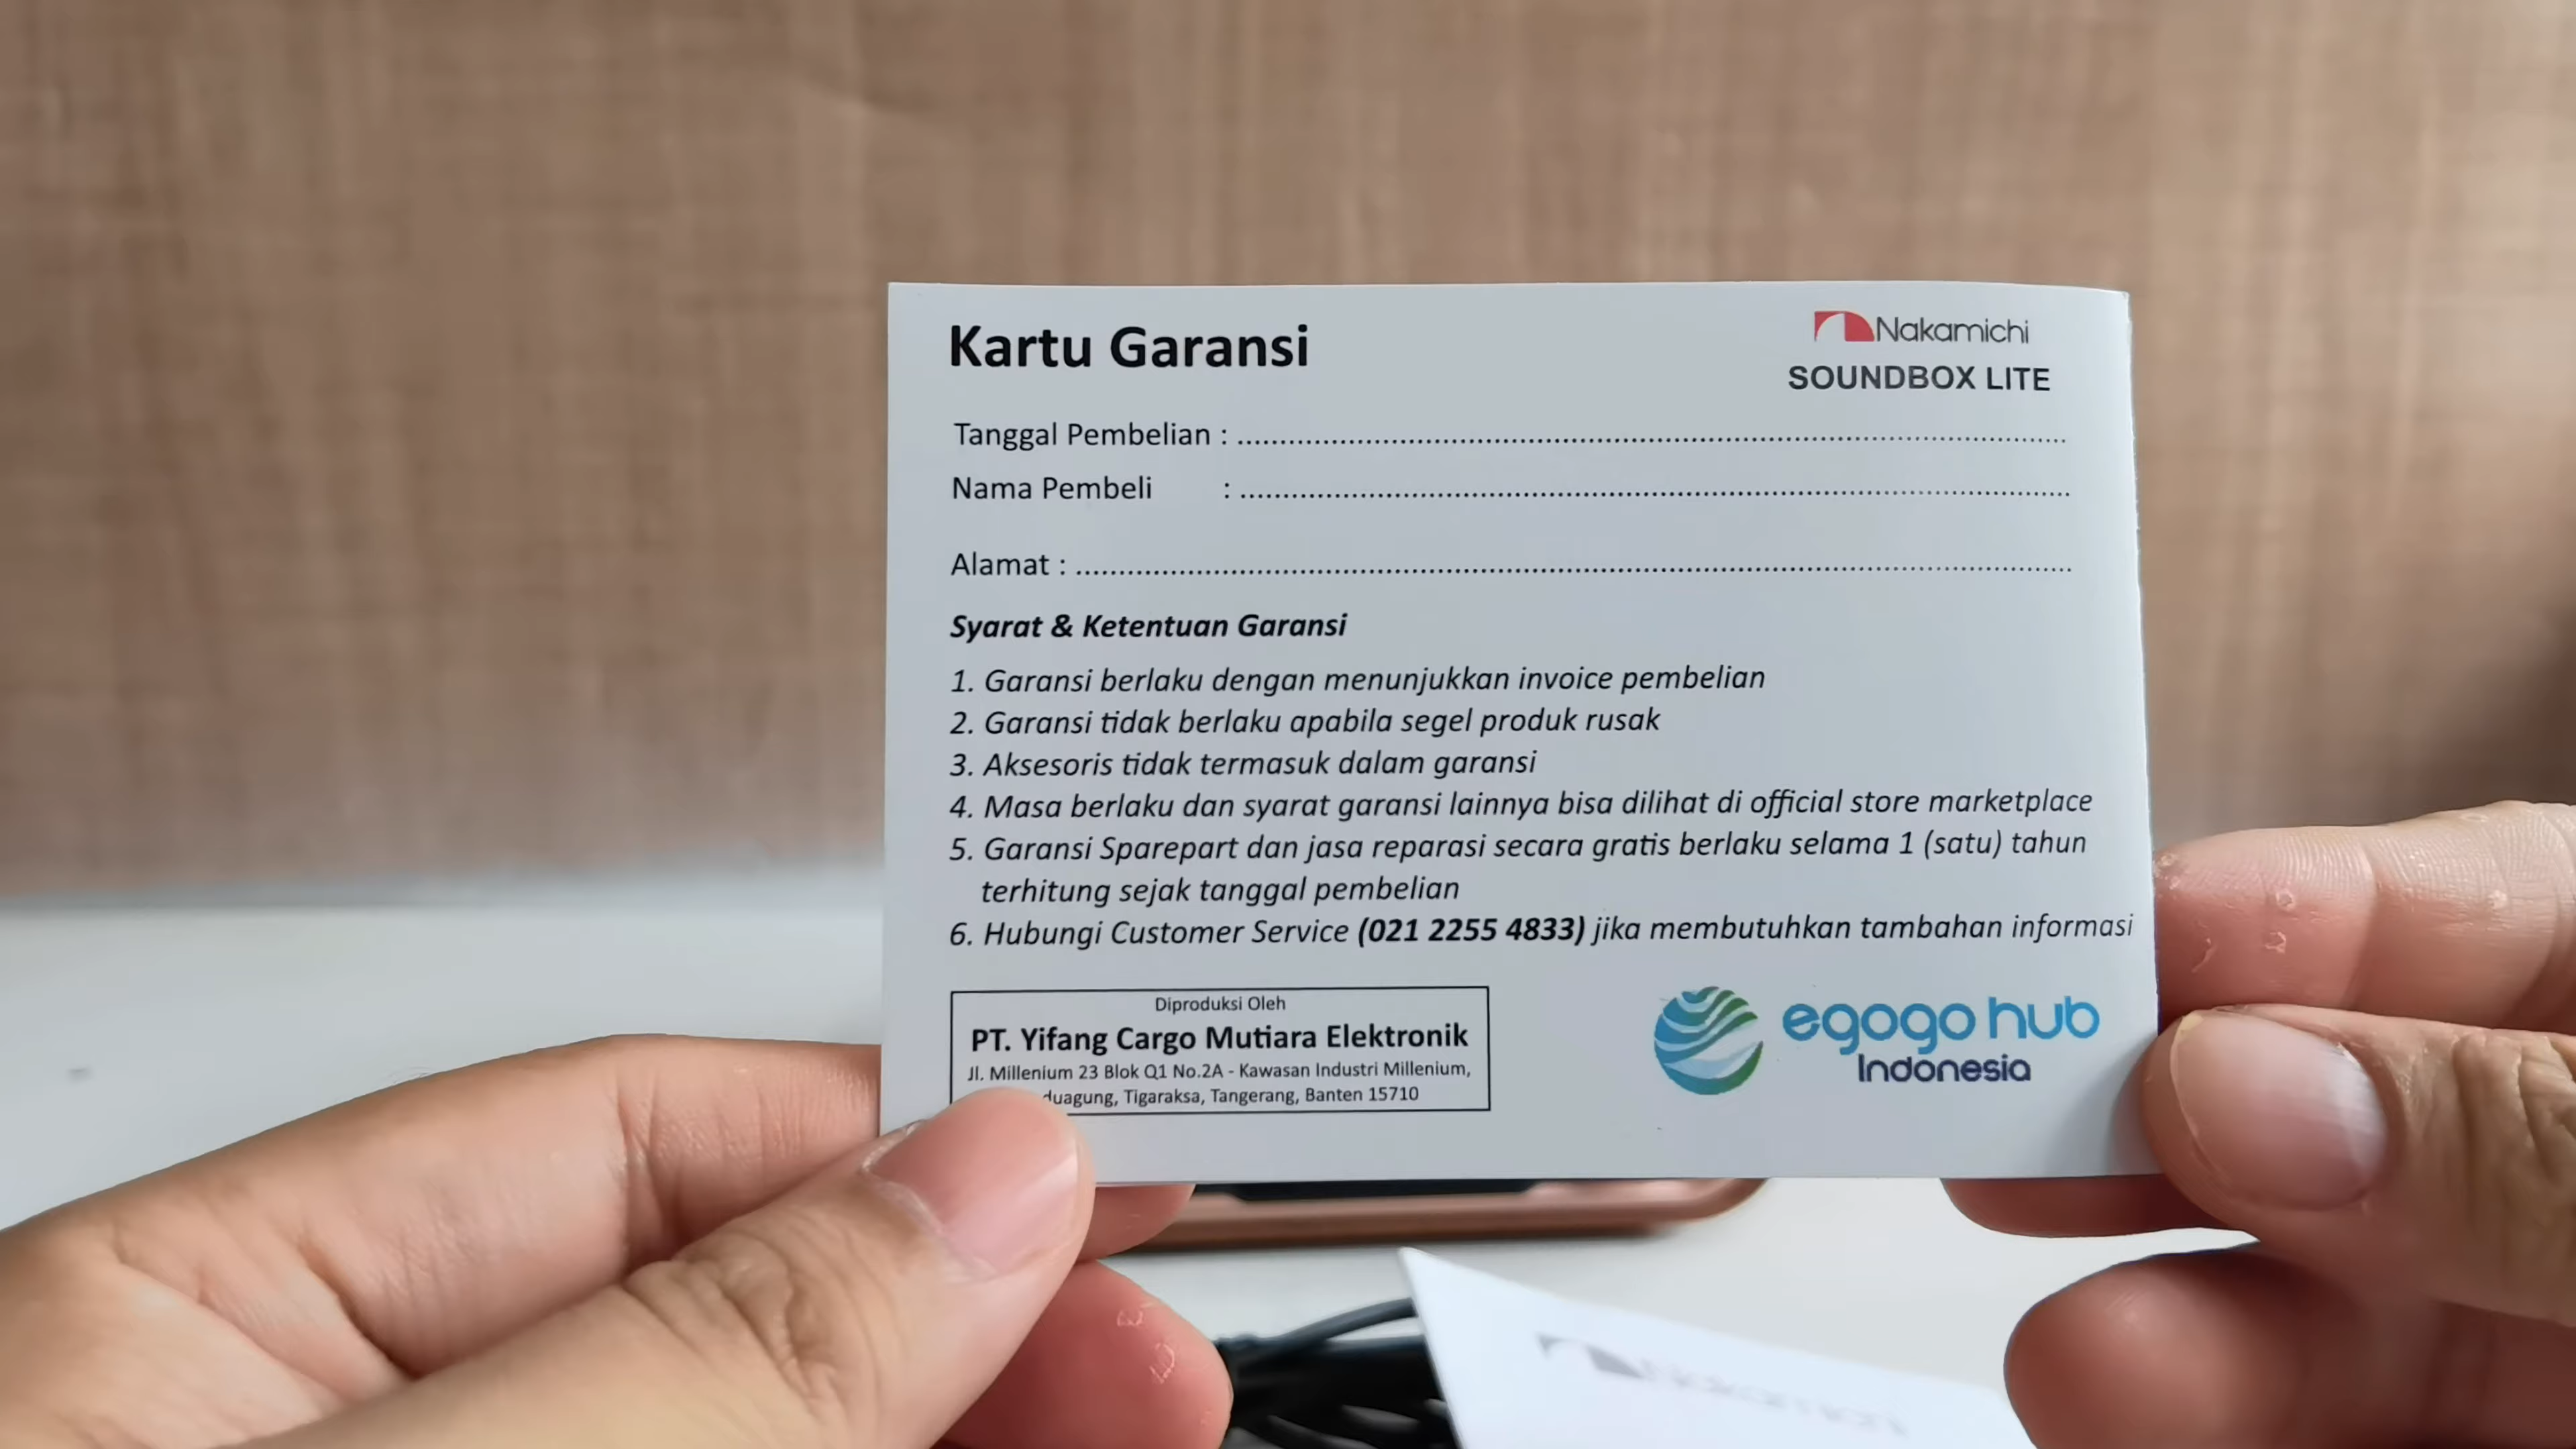 Kartu Garansi
Nakamichi
SOUNDBOX LITE
Tanggal Pembelian : ........................................................................................................
Nama Pembeli : ........................................................................................................
Alamat : ........................................................................................................
Syarat & Ketentuan Garansi
1. Garansi berlaku dengan menunjukkan invoice pembelian
2. Garansi tidak berlaku apabila segel produk rusak
3. Aksesoris tidak termasuk dalam garansi
4. Masa berlaku dan syarat garansi lainnya bisa dilihat di official store marketplace
5. Garansi Sparepart dan jasa reparasi secara gratis berlaku selama 1 (satu) tahun
terhitung sejak tanggal pembelian
6. Hubungi Customer Service (021 2255 4833) jika membutuhkan tambahan informasi
Diproduksi Oleh
PT. Yifang Cargo Mutiara Elektronik
Jl. Millenium 23 Blok Q1 No.2A - Kawasan Industri Millenium,
Tigaraksa, Tangerang, Banten 15710
egogo hub
Indonesia